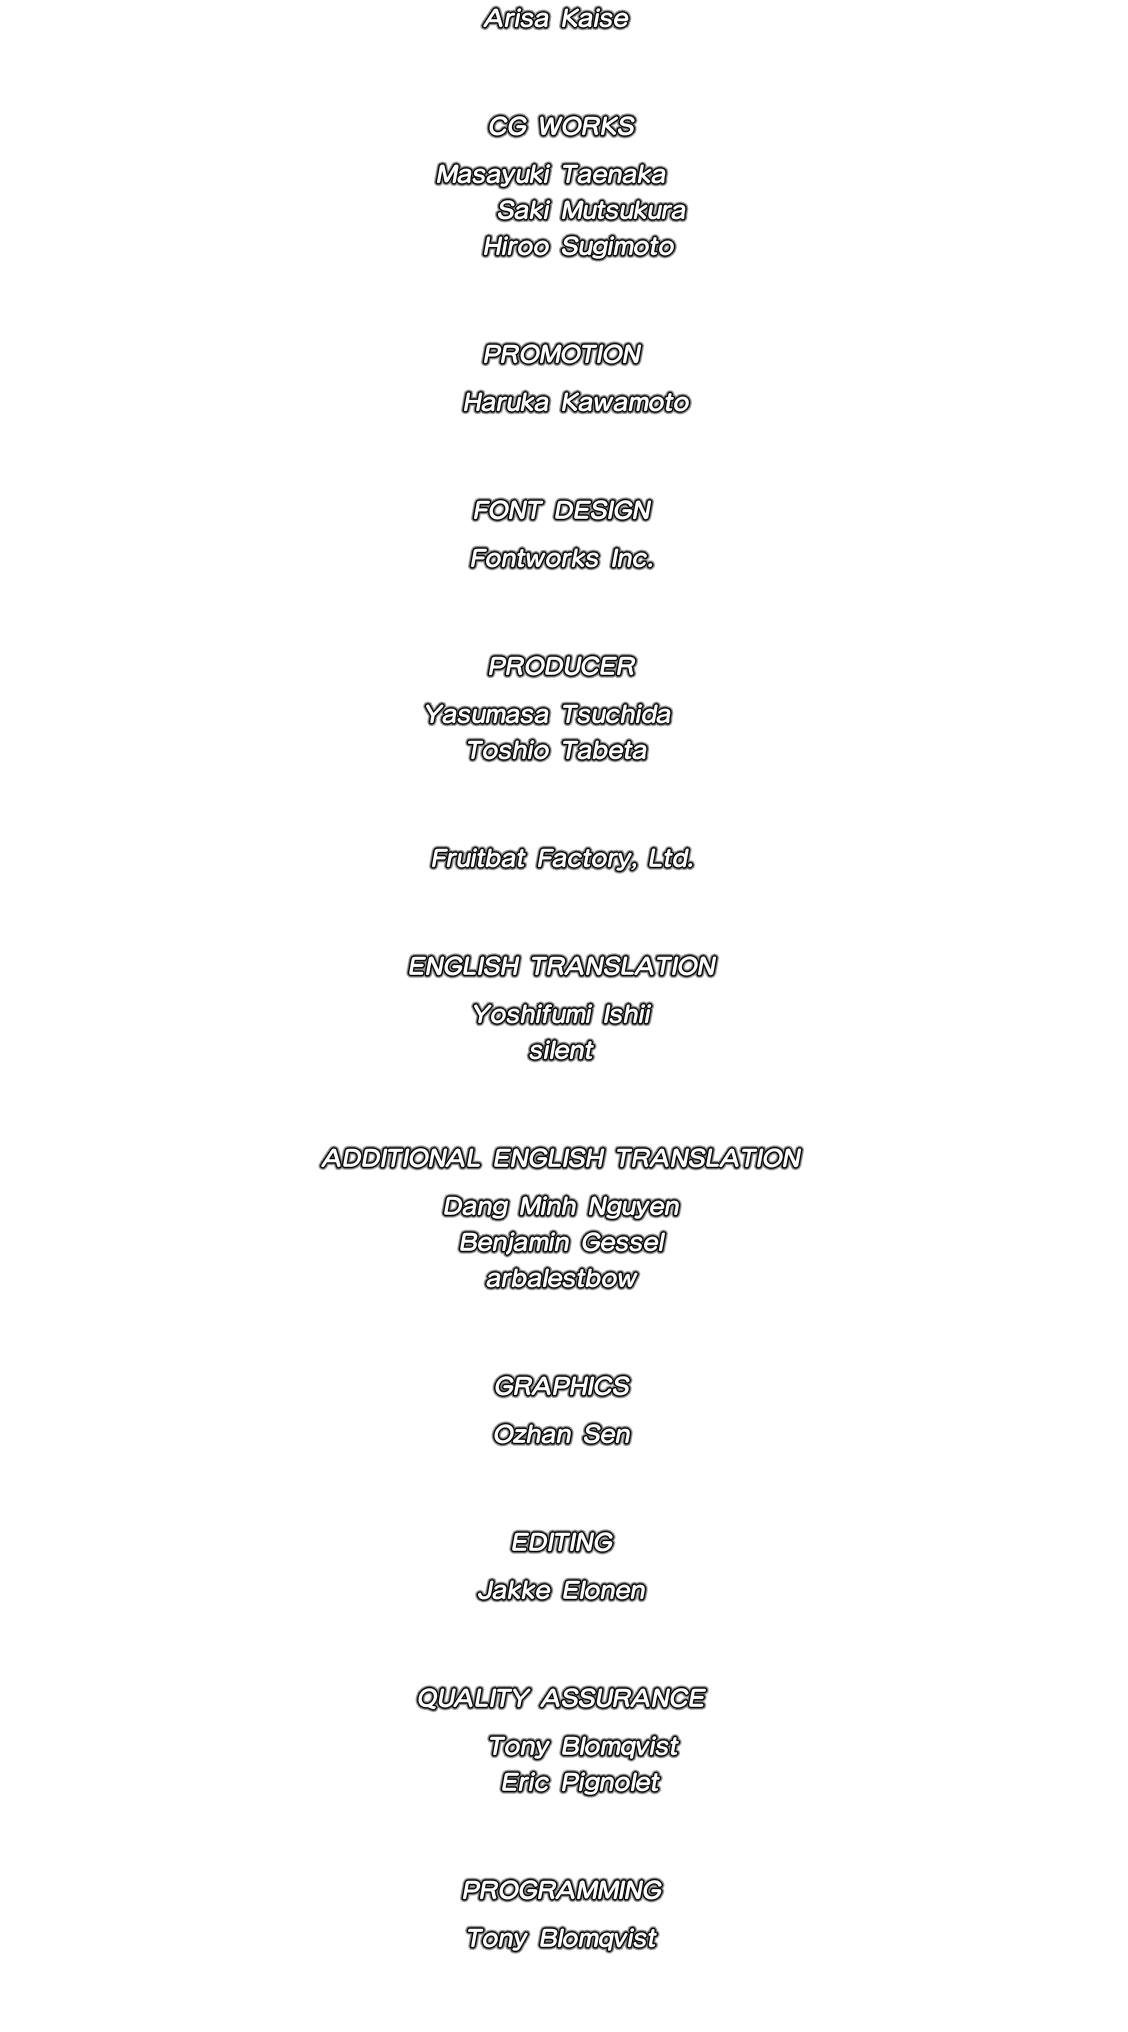 Arisa Kaise
CG WORKS
Masayuki Taenaka
Saki Mutsukura
Hiroo Sugimoto
PROMOTION
Haruka Kawamoto
FONT DESIGN
Fontworks Inc.
PRODUCER
Yasumasa Tsuchida
Toshio Tabeta
Fruitbat Factory, Ltd.
ENGLISH TRANSLATION
Yoshifumi Ishii
silent
ADDITIONAL ENGLISH TRANSLATION
Dang Minh Nguyen
Benjamin Gessel
arbalestbow
GRAPHICS
Ozhan Sen
EDITING
Jakke Elonen
QUALITY ASSURANCE
Tony Blomqvist
Eric Pignolet
PROGRAMMING
Tony Blomqvist